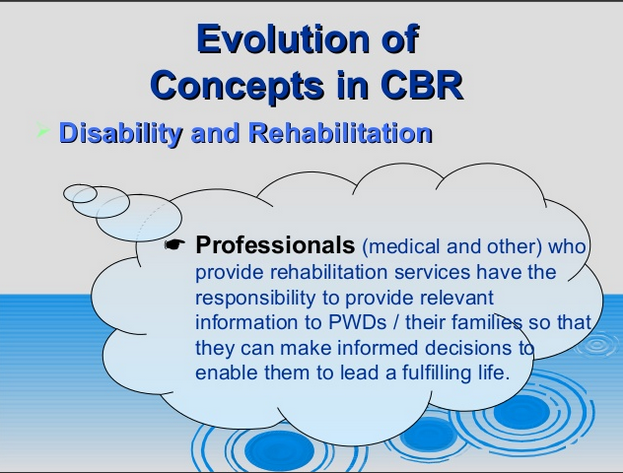 Evolution of
Concepts in CBR
Disability and Rehabilitation
Professionals (medical and other) who
provide rehabilitation services have the
responsibility to provide relevant
information to PWDs / their families so that
they can make informed decisions to
enable them to lead a fulfilling life.